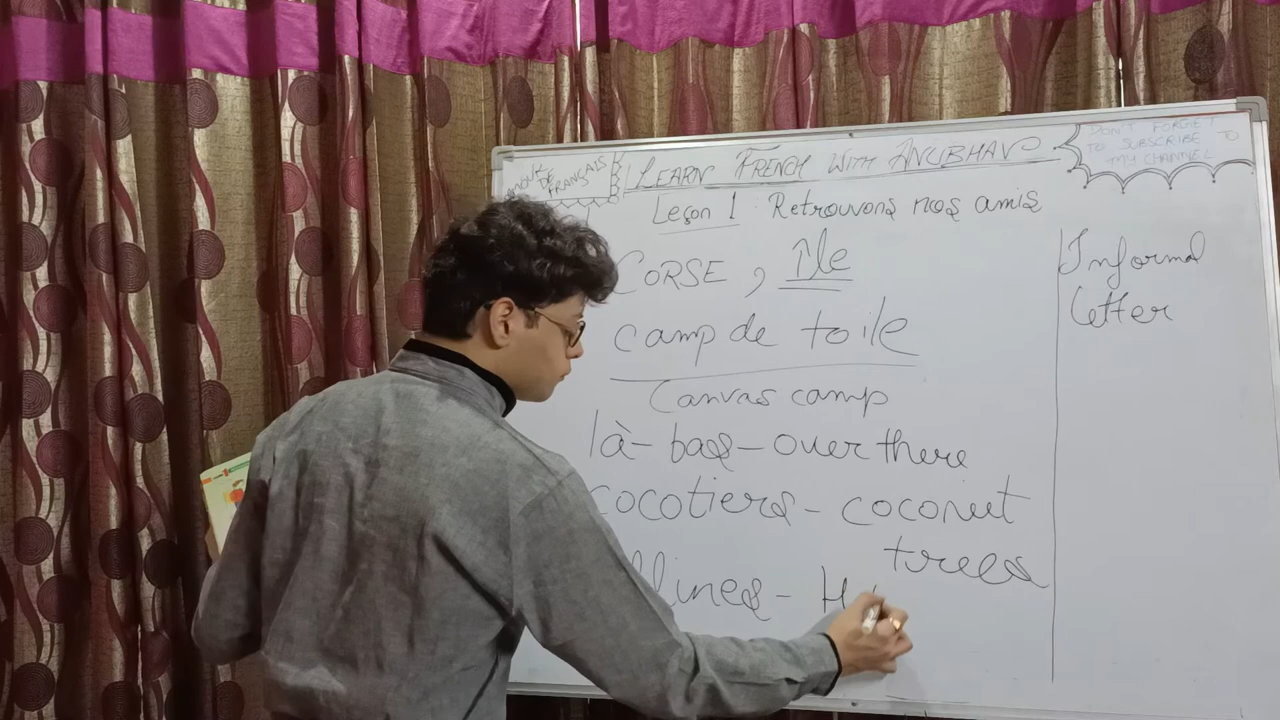 DE FRANÇAIS
LEARN FRENCH WITH ANUBHAV
DON'T FORGET TO
TO SUBSCRIBE
MY CHANNEL
Leçon 1 : Retrouvons nos amis
CORSE, île
camp de toile
Canvas camp
là-bas - over there
cocotiers - coconut
trees
llines - H
Informal
letter